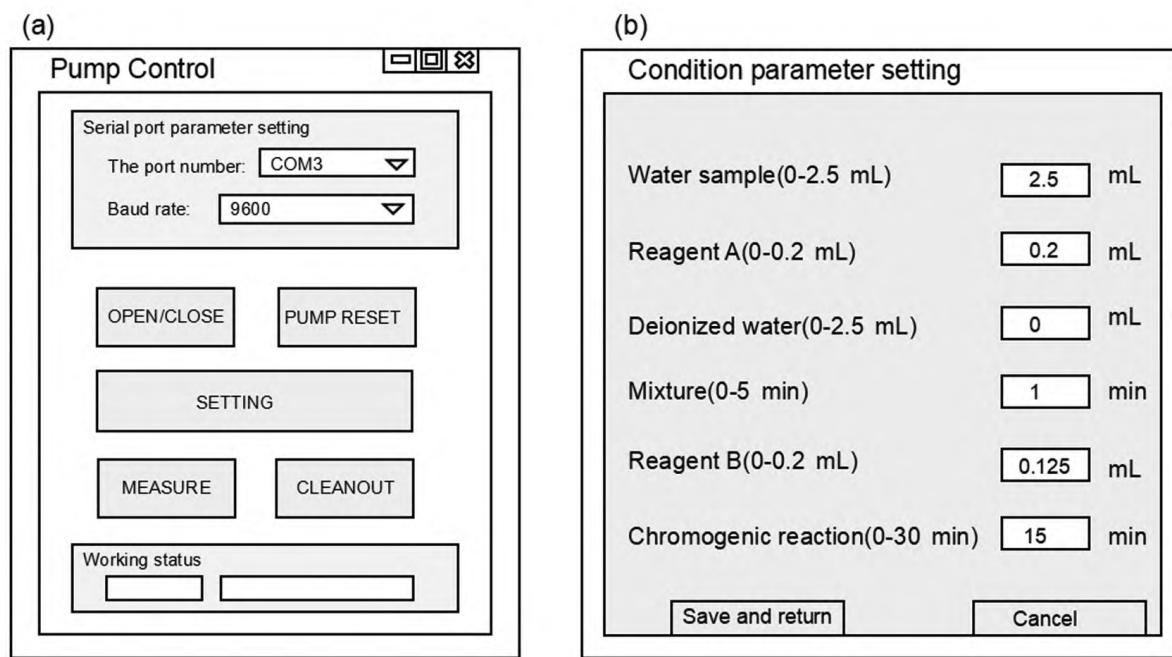 (a)
Pump Control
Serial port parameter setting
The port number: COM3
Baud rate: 9600
OPEN/CLOSE PUMP RESET
SETTING
MEASURE CLEANOUT
Working status
(b)
Condition parameter setting
Water sample(0-2.5 mL) 2.5 mL
Reagent A(0-0.2 mL) 0.2 mL
Deionized water(0-2.5 mL) 0 mL
Mixture(0-5 min) 1 min
Reagent B(0-0.2 mL) 0.125 mL
Chromogenic reaction(0-30 min) 15 min
Save and return Cancel